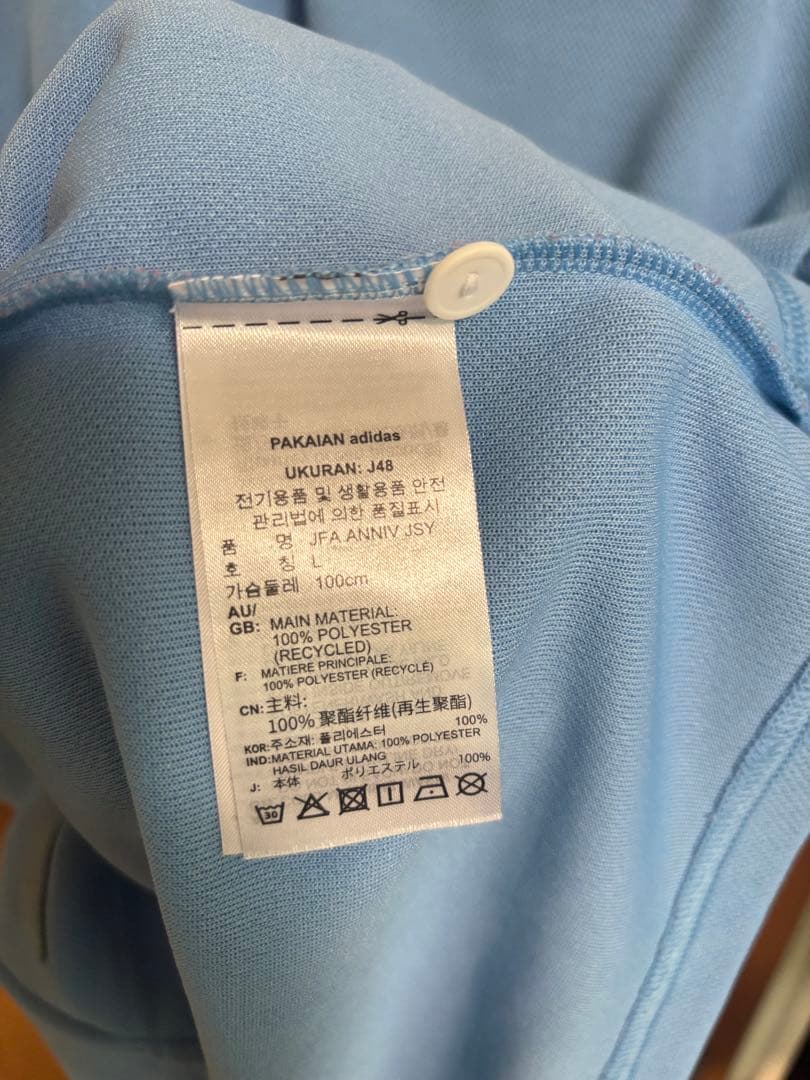 PAKAIAN adidas
UKURAN: J48
전기용품 및 생활용품 안전
관리법에 의한 품질표시
품 명 JFA ANNIV JSY
호 칭 L
가슴둘레 100cm
AU/
GB: MAIN MATERIAL:
100% POLYESTER
(RECYCLED)
F: MATIERE PRINCIPALE:
100% POLYESTER (RECYCLÉ)
CN: 主料:
100% 聚酯纤维(再生聚酯)
KOR: 주소재: 폴리에스터 100%
IND: MATERIAL UTAMA: 100% POLYESTER
HASIL DAUR ULANG
J: 本体 ポリエステル 100%
30